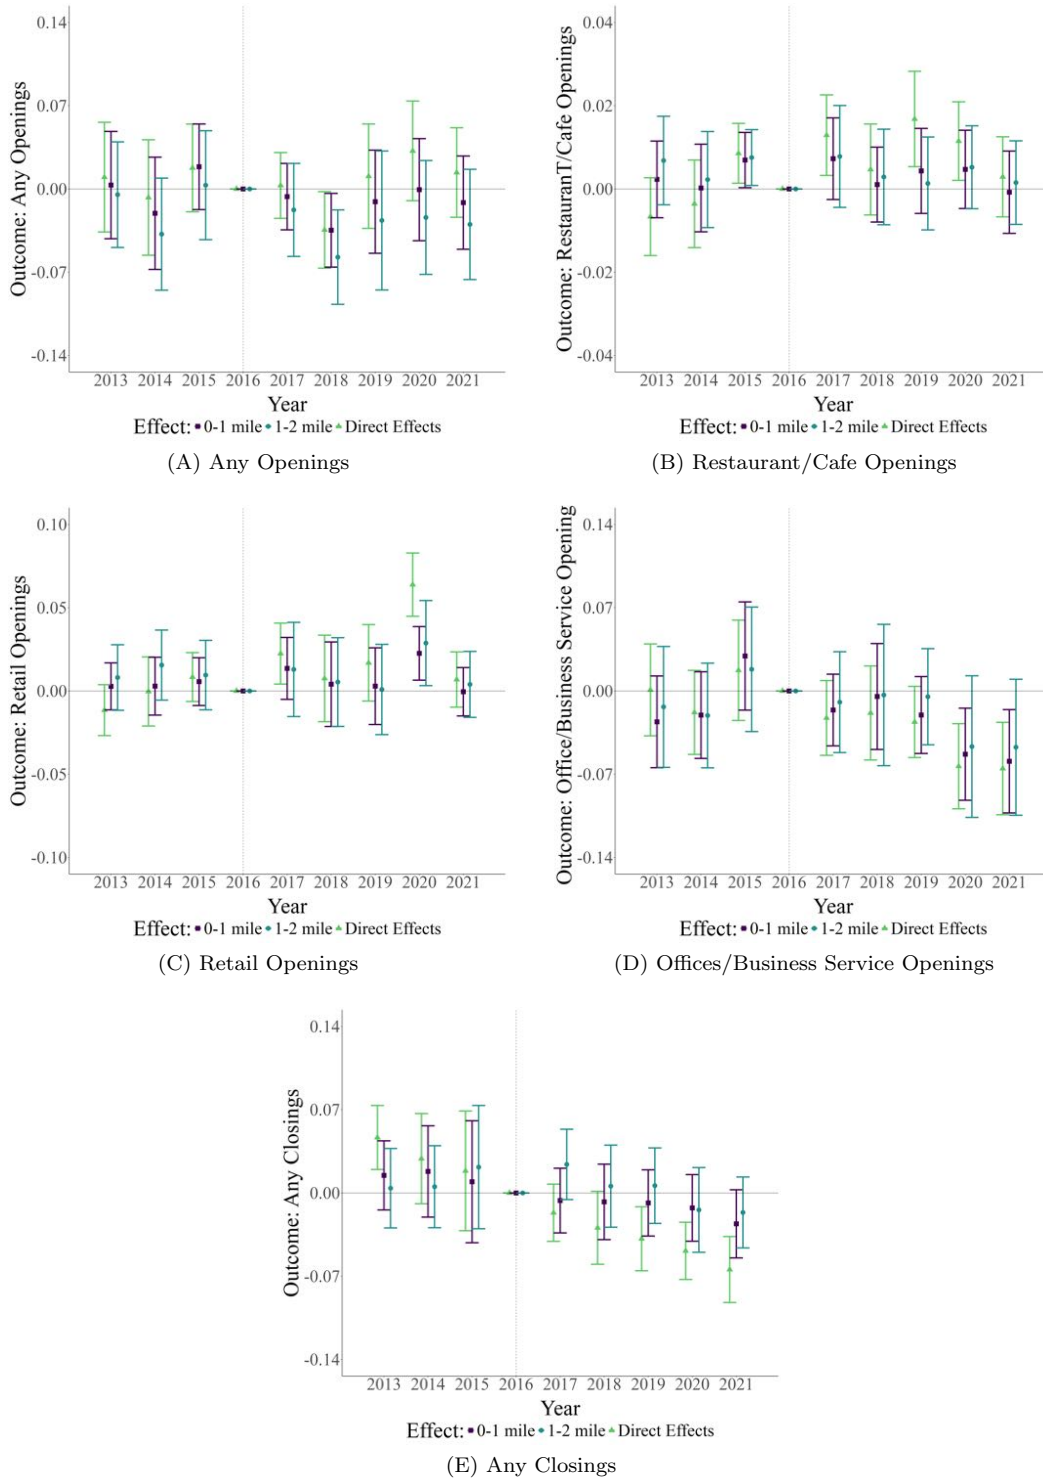 Outcome: Any Openings
0.14
0.07
0.00
-0.07
-0.14
2013 2014 2015 2016 2017 2018 2019 2020 2021
Year
Effect: 0-1 mile 1-2 mile Direct Effects
(A) Any Openings
Outcome: RestauranT/Cafe Openings
0.04
0.02
0.00
-0.02
-0.04
2013 2014 2015 2016 2017 2018 2019 2020 2021
Year
Effect: 0-1 mile 1-2 mile Direct Effects
(B) Restaurant/Cafe Openings
Outcome: Retail Openings
0.10
0.05
0.00
-0.05
-0.10
2013 2014 2015 2016 2017 2018 2019 2020 2021
Year
Effect: 0-1 mile 1-2 mile Direct Effects
(C) Retail Openings
Outcome: Office/Business Service Opening
0.14
0.07
0.00
-0.07
-0.14
2013 2014 2015 2016 2017 2018 2019 2020 2021
Year
Effect: 0-1 mile 1-2 mile Direct Effects
(D) Offices/Business Service Openings
Outcome: Any Closings
0.14
0.07
0.00
-0.07
-0.14
2013 2014 2015 2016 2017 2018 2019 2020 2021
Year
Effect: 0-1 mile 1-2 mile Direct Effects
(E) Any Closings